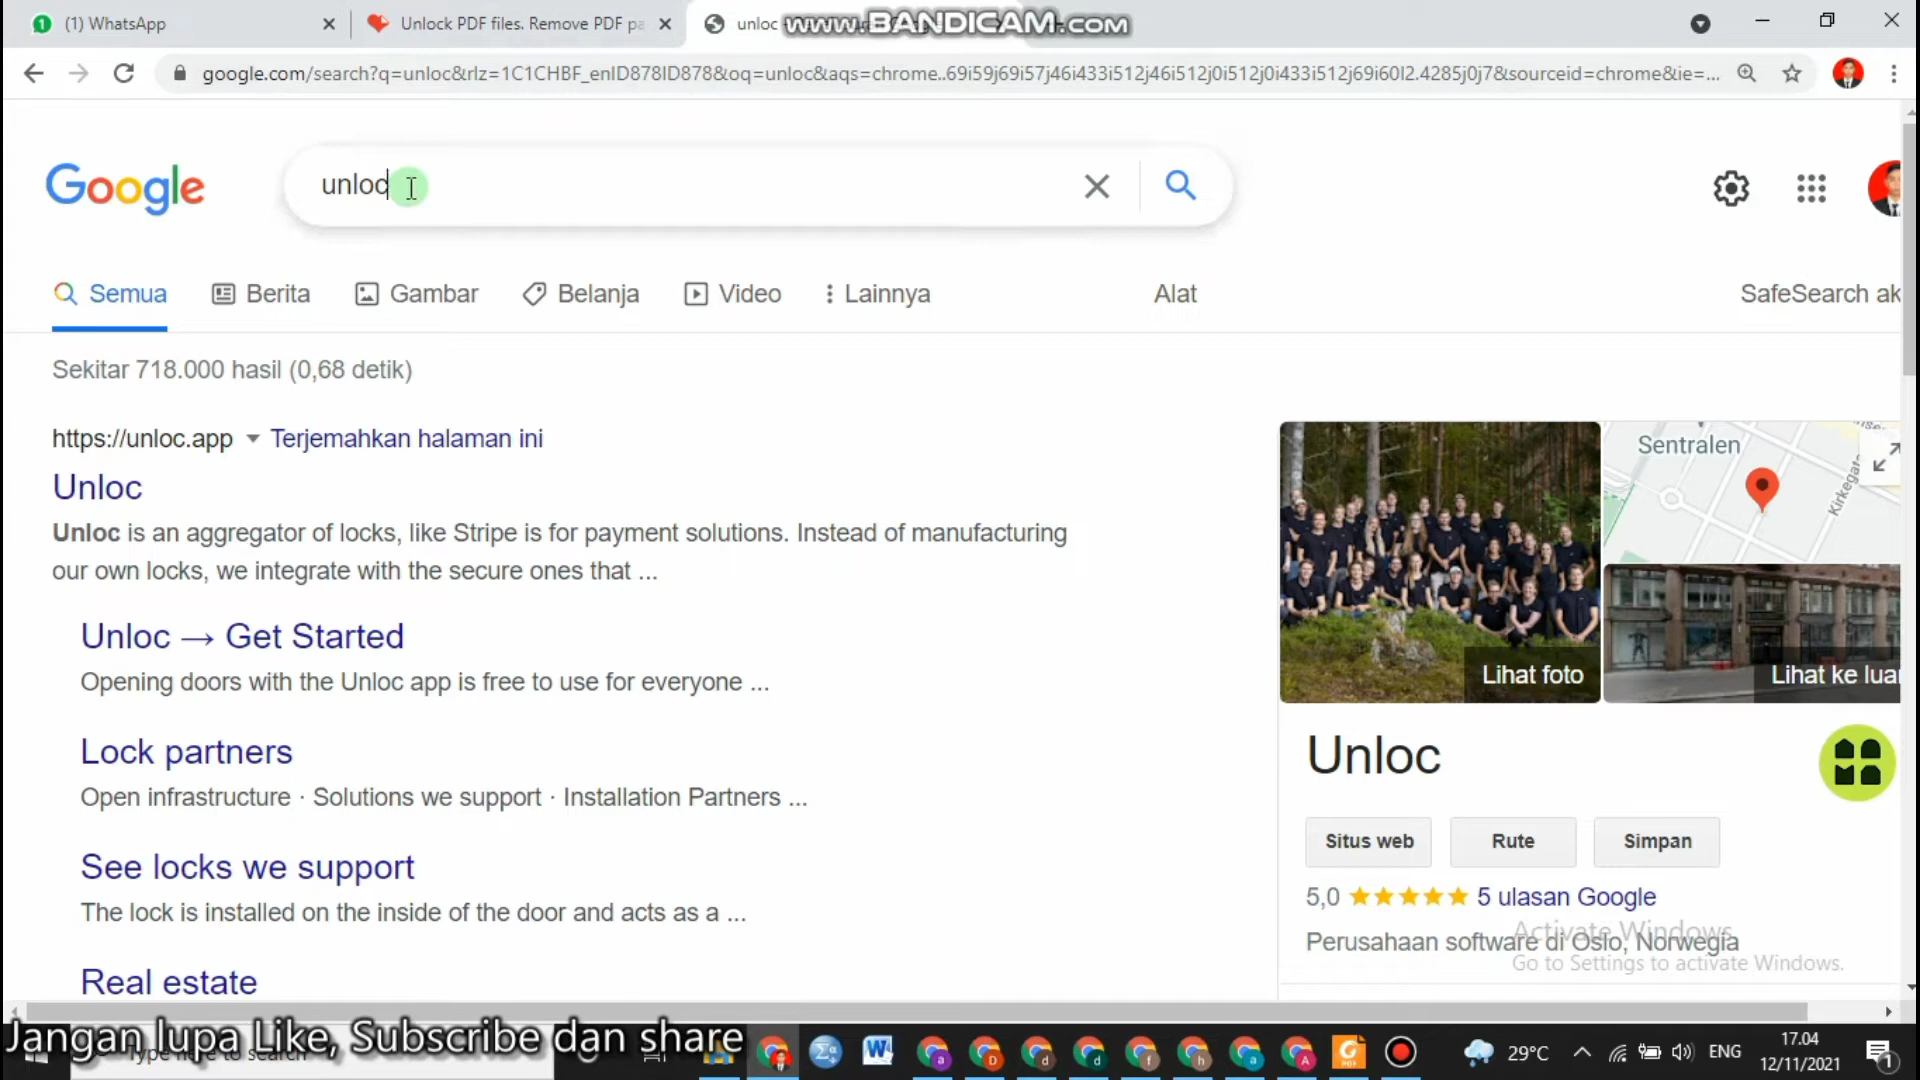 (1) WhatsApp
Unlock PDF files. Remove PDF pa
unloc
www.BANDICAM.com
google.com/search?q=unloc&rlz=1C1CHBF_enID878ID878&oq=unloc&aqs=chrome..69i59j69i57j46i433i512j46i512j0i512j0i433i512j69i60l2.4285j0j7&sourceid=chrome&ie=...
Google
unloc
Semua
Berita
Gambar
Belanja
Video
Lainnya
Alat
SafeSearch ak
Sekitar 718.000 hasil (0,68 detik)
https://unloc.app
Terjemahkan halaman ini
Unloc
Unloc is an aggregator of locks, like Stripe is for payment solutions. Instead of manufacturing
our own locks, we integrate with the secure ones that ...
Unloc → Get Started
Opening doors with the Unloc app is free to use for everyone ...
Lock partners
Open infrastructure · Solutions we support · Installation Partners ...
See locks we support
The lock is installed on the inside of the door and acts as a ...
Real estate
Sentralen
Kirkegat
Lihat foto
Lihat ke luar
Unloc
Situs web
Rute
Simpan
5,0
5 ulasan Google
Perusahaan software di Oslo, Norwegia
Activate Windows
Go to Settings to activate Windows.
Jangan lupa Like, Subscribe dan share
Type here to search
29°C
ENG
17.04
12/11/2021
1